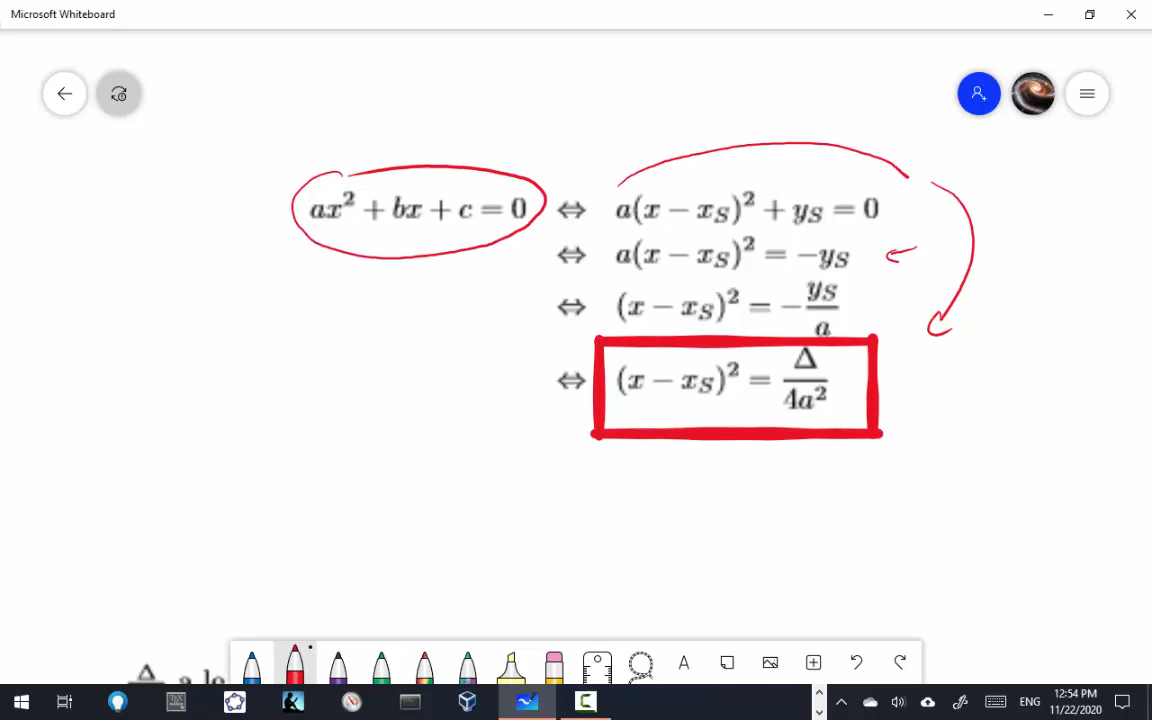 Microsoft Whiteboard
ax² + bx + c = 0 ⇔ a(x − x_S)² + y_S = 0
⇔ a(x − x_S)² = −y_S
⇔ (x − x_S)² = −y_S/a
⇔ (x − x_S)² = Δ/4a²
Δ
A
ENG
12:54 PM
11/22/2020